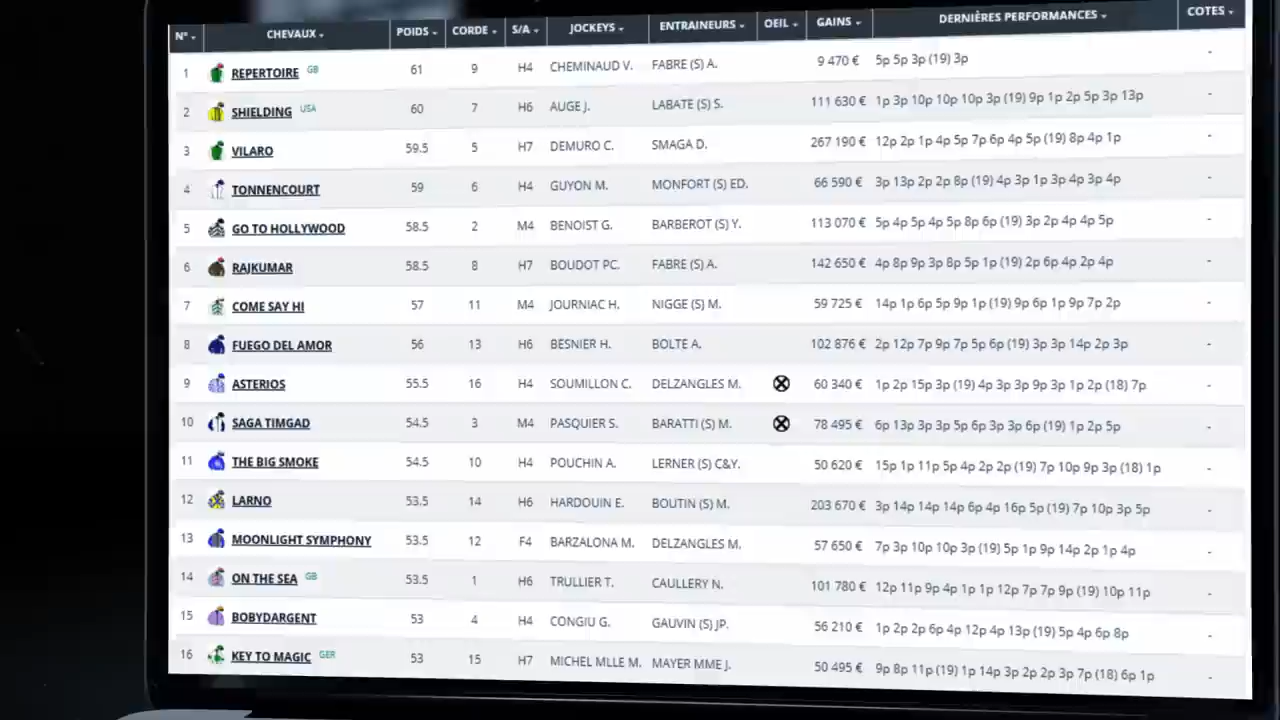 N° CHEVAUX POIDS CORDE S/A JOCKEYS ENTRAINEURS OEIL GAINS DERNIÈRES PERFORMANCES COTES
1 REPERTOIRE GB 61 9 H4 CHEMINAUD V. FABRE (S) A. 9 470 € 5p 5p 3p (19) 3p -
2 SHIELDING USA 60 7 H6 AUGE J. LABATE (S) S. 111 630 € 1p 3p 10p 10p 10p 3p (19) 9p 1p 2p 5p 3p 13p -
3 VILARO 59.5 5 H7 DEMURO C. SMAGA D. 267 190 € 12p 2p 1p 4p 5p 7p 6p 4p 5p (19) 8p 4p 1p -
4 TONNENCOURT 59 6 H4 GUYON M. MONFORT (S) ED. 66 590 € 3p 13p 2p 2p 8p (19) 4p 3p 1p 3p 4p 3p 4p -
5 GO TO HOLLYWOOD 58.5 2 M4 BENOIST G. BARBEROT (S) Y. 113 070 € 5p 4p 5p 4p 5p 8p 6p (19) 3p 2p 4p 4p 5p -
6 RAJKUMAR 58.5 8 H7 BOUDOT PC. FABRE (S) A. 142 650 € 4p 8p 9p 3p 8p 5p 1p (19) 2p 6p 4p 2p 4p -
7 COME SAY HI 57 11 M4 JOURNIAC H. NIGGE (S) M. 59 725 € 14p 1p 6p 5p 9p 1p (19) 9p 6p 1p 9p 7p 2p -
8 FUEGO DEL AMOR 56 13 H6 BESNIER H. BOLTE A. 102 876 € 2p 12p 7p 9p 7p 5p 6p (19) 3p 3p 14p 2p 3p -
9 ASTERIOS 55.5 16 H4 SOUMILLON C. DELZANGLES M. 60 340 € 1p 2p 15p 3p (19) 4p 3p 3p 9p 3p 1p 2p (18) 7p -
10 SAGA TIMGAD 54.5 3 M4 PASQUIER S. BARATTI (S) M. 78 495 € 6p 13p 3p 3p 5p 6p 3p 3p 6p (19) 1p 2p 5p -
11 THE BIG SMOKE 54.5 10 H4 POUCHIN A. LERNER (S) C&Y. 50 620 € 15p 1p 11p 5p 4p 2p 2p (19) 7p 10p 9p 3p (18) 1p -
12 LARNO 53.5 14 H6 HARDOUIN E. BOUTIN (S) M. 203 670 € 3p 14p 14p 14p 6p 4p 16p 5p (19) 7p 10p 3p 5p -
13 MOONLIGHT SYMPHONY 53.5 12 F4 BARZALONA M. DELZANGLES M. 57 650 € 7p 3p 10p 10p 3p (19) 5p 1p 9p 14p 2p 1p 4p -
14 ON THE SEA GB 53.5 1 H6 TRULLIER T. CAULLERY N. 101 780 € 12p 11p 9p 4p 1p 1p 12p 7p 7p 9p (19) 10p 11p -
15 BOBYDARGENT 53 4 H4 CONGIU G. GAUVIN (S) JP. 56 210 € 1p 2p 2p 6p 4p 12p 4p 13p (19) 5p 4p 6p 8p -
16 KEY TO MAGIC GER 53 15 H7 MICHEL MLLE M. MAYER MME J. 50 495 € 9p 8p 11p (19) 1p 14p 3p 2p 2p 3p 7p (18) 6p 1p -